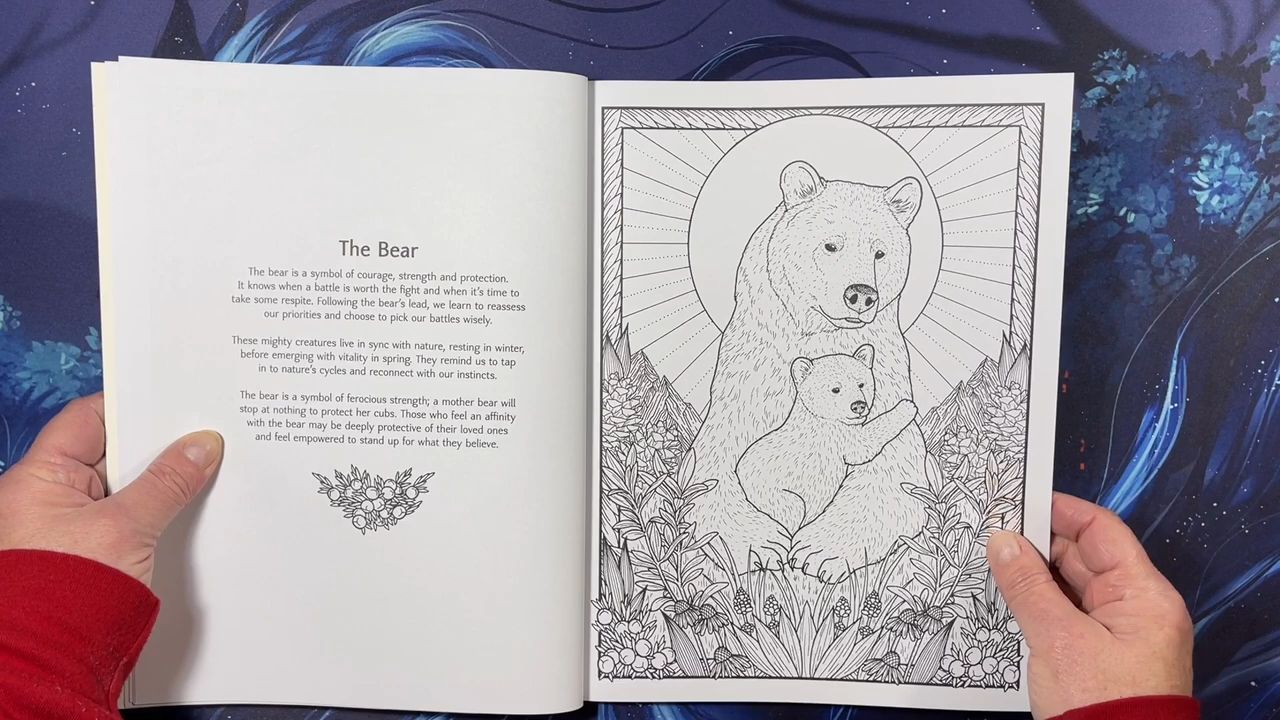 The Bear
The bear is a symbol of courage, strength and protection.
It knows when a battle is worth the fight and when it's time to
take some respite. Following the bear's lead, we learn to reassess
our priorities and choose to pick our battles wisely.
These mighty creatures live in sync with nature, resting in winter,
before emerging with vitality in spring. They remind us to tap
in to nature's cycles and reconnect with our instincts.
The bear is a symbol of ferocious strength; a mother bear will
stop at nothing to protect her cubs. Those who feel an affinity
with the bear may be deeply protective of their loved ones
and feel empowered to stand up for what they believe.